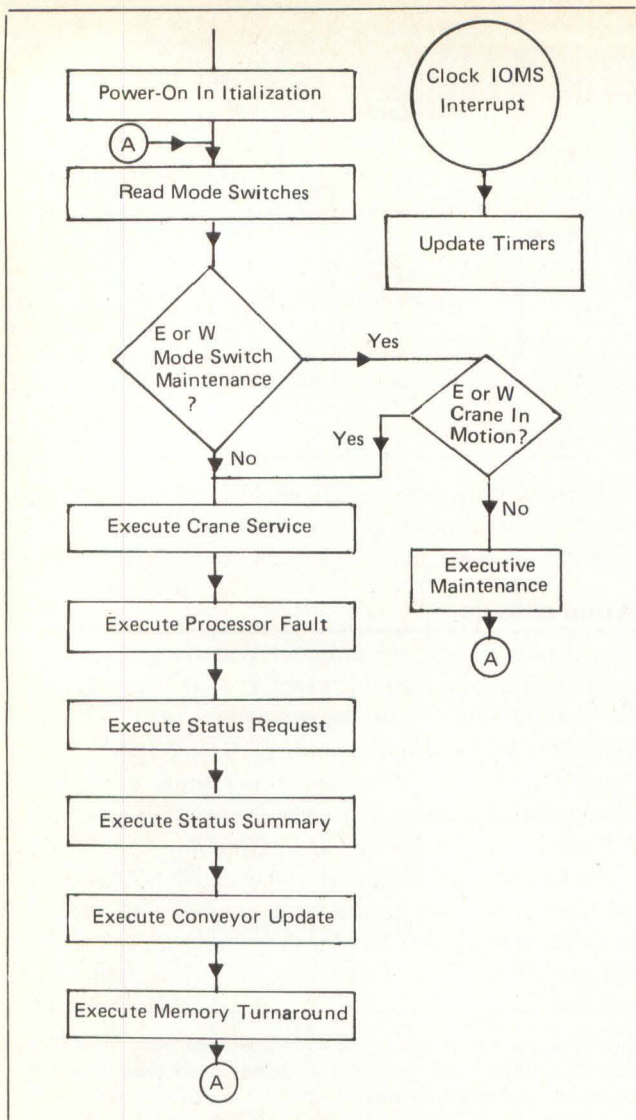 Power-On In Itialization
A
Read Mode Switches
E or W
Mode Switch
Maintenance
?
Yes
No
E or W
Crane In
Motion?
Yes
No
Executive
Maintenance
A
Execute Crane Service
Execute Processor Fault
Execute Status Request
Execute Status Summary
Execute Conveyor Update
Execute Memory Turnaround
A
Clock IOMS
Interrupt
Update Timers